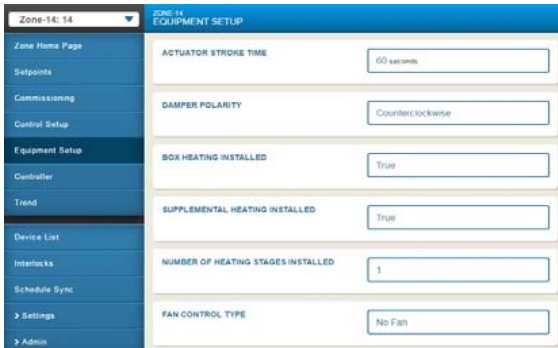 Zone-14: 14
Zone Home Page
Setpoints
Commissioning
Control Setup
Equipment Setup
Controller
Trend
Device List
Interlocks
Schedule Sync
> Settings
> Admin
ZONE-14
EQUIPMENT SETUP
ACTUATOR STROKE TIME
60 seconds
DAMPER POLARITY
Counterclockwise
BOX HEATING INSTALLED
True
SUPPLEMENTAL HEATING INSTALLED
True
NUMBER OF HEATING STAGES INSTALLED
1
FAN CONTROL TYPE
No Fan